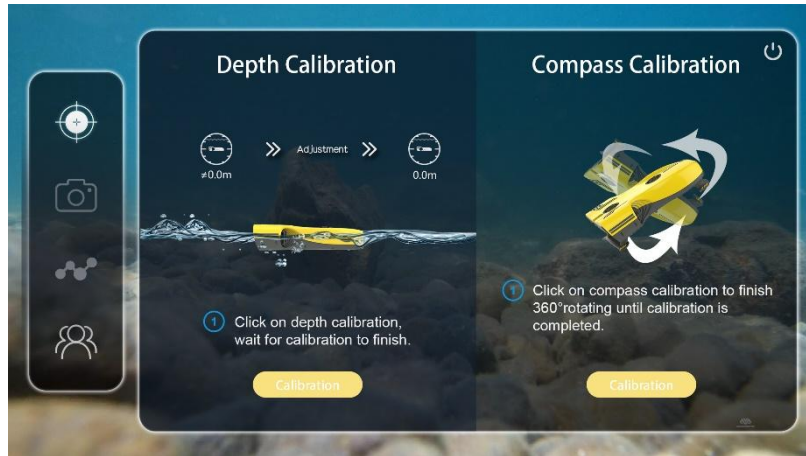 Depth Calibration
≠0.0m
Adjustment
0.0m
1 Click on depth calibration,
wait for calibration to finish.
Calibration
Compass Calibration
1 Click on compass calibration to finish
360°rotating until calibration is
completed.
Calibration